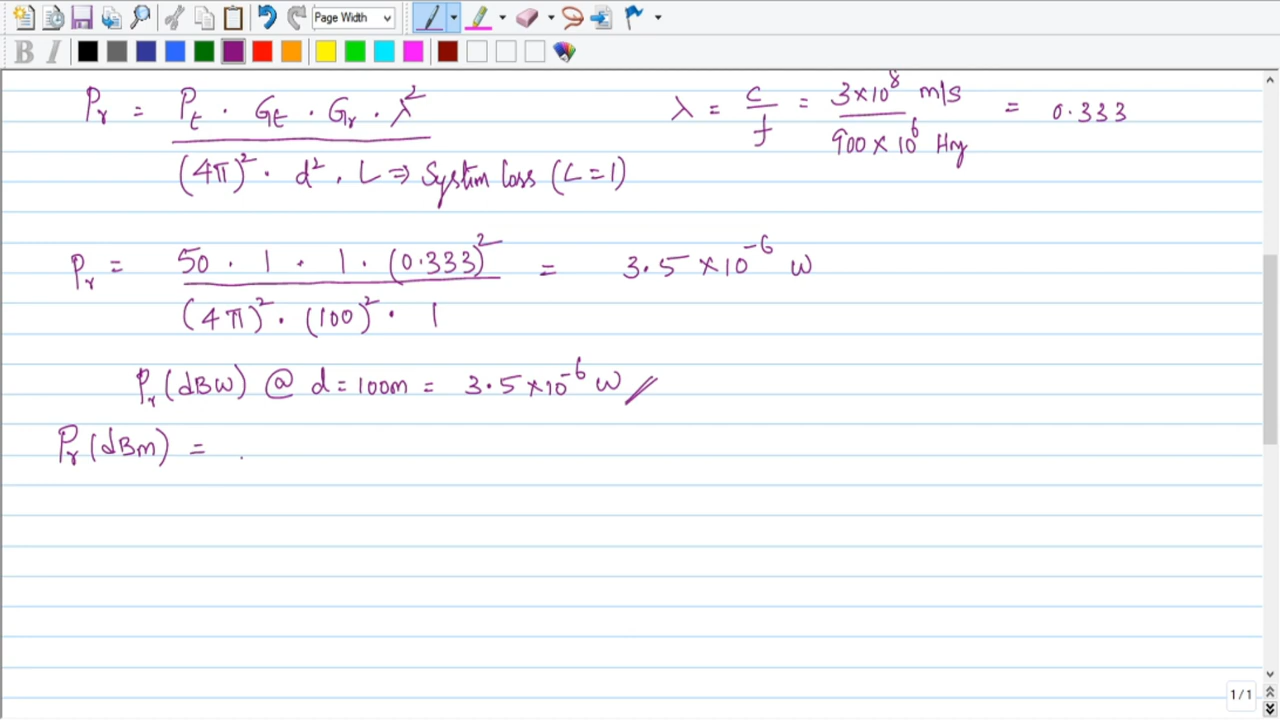 Page Width
B I
Pr = Pt · Gt · Gr · λ² / (4π)² · d² · L ⇒ System loss (L=1)
λ = c/f = 3×10⁸ m/s / 900×10⁶ Hz = 0.333
Pr = 50 · 1 · 1 · (0.333)² / (4π)² · (100)² · 1 = 3.5×10⁻⁶ W
Pr (dBW) @ d=100m = 3.5×10⁻⁶ W
Pr (dBm) =
1/1